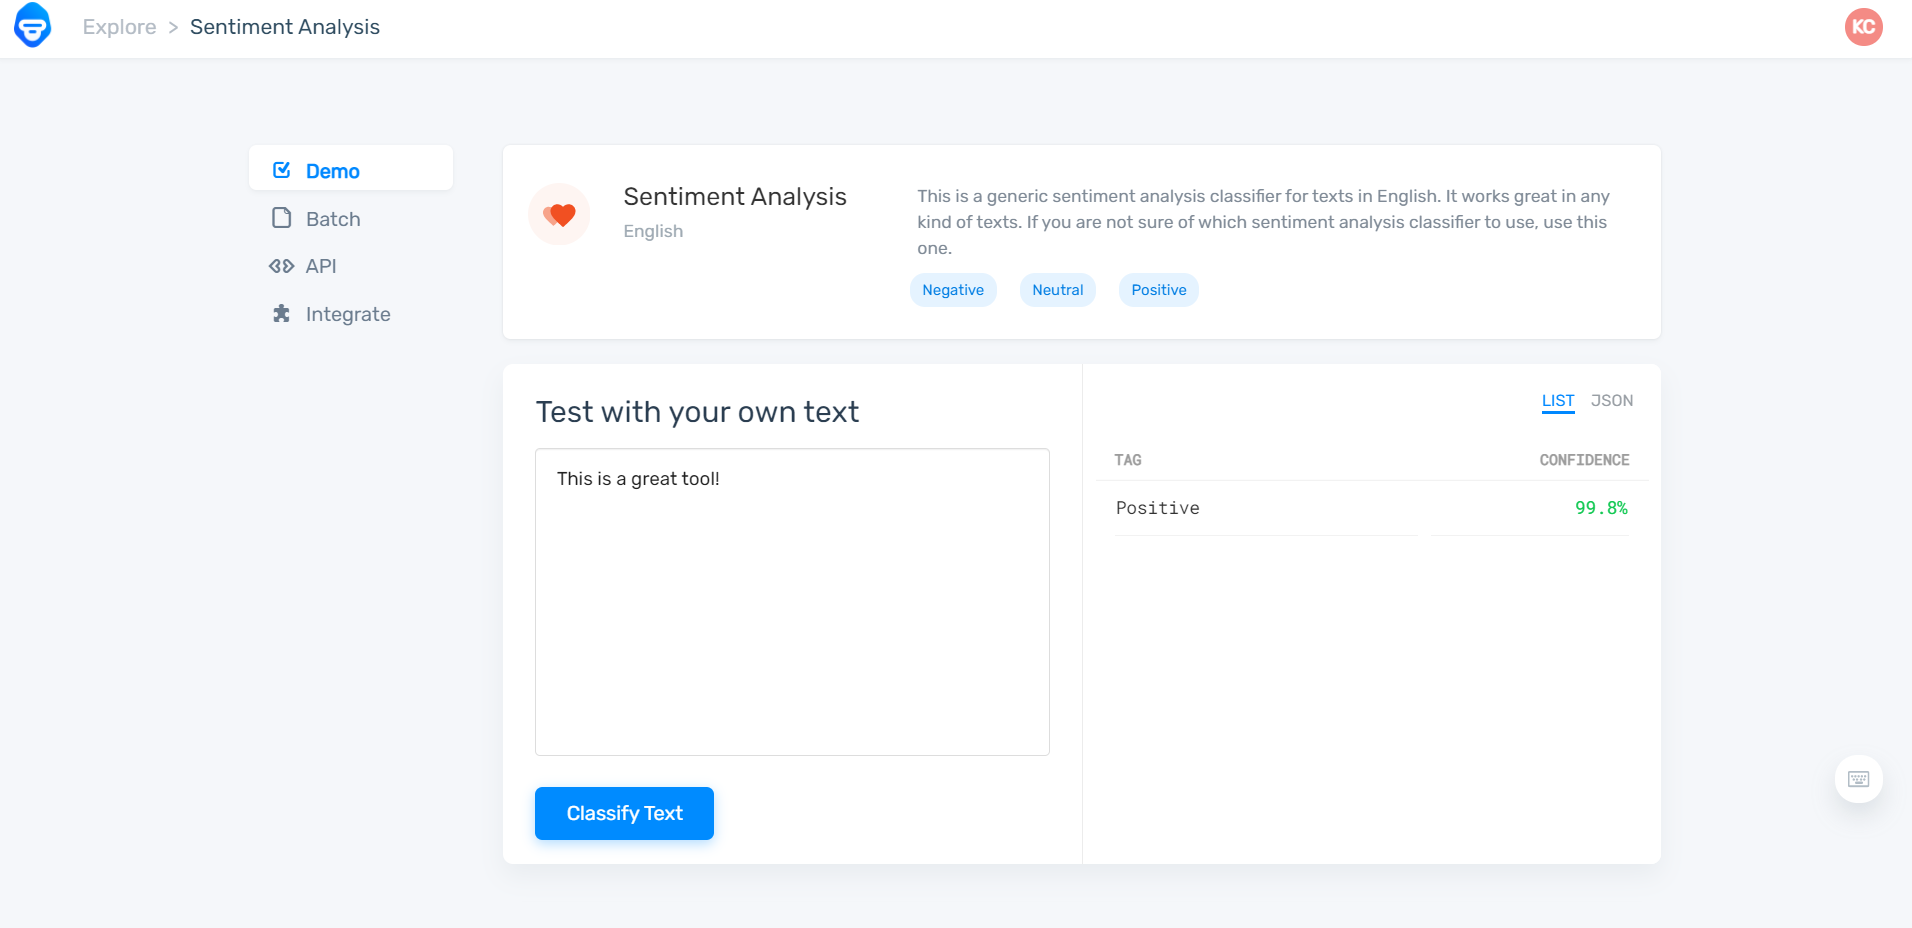 Explore > Sentiment Analysis
KC
Demo
Batch
API
Integrate
Sentiment Analysis
English
This is a generic sentiment analysis classifier for texts in English. It works great in any
kind of texts. If you are not sure of which sentiment analysis classifier to use, use this
one.
Negative Neutral Positive
Test with your own text
This is a great tool!
Classify Text
LIST JSON
TAG CONFIDENCE
Positive 99.8%